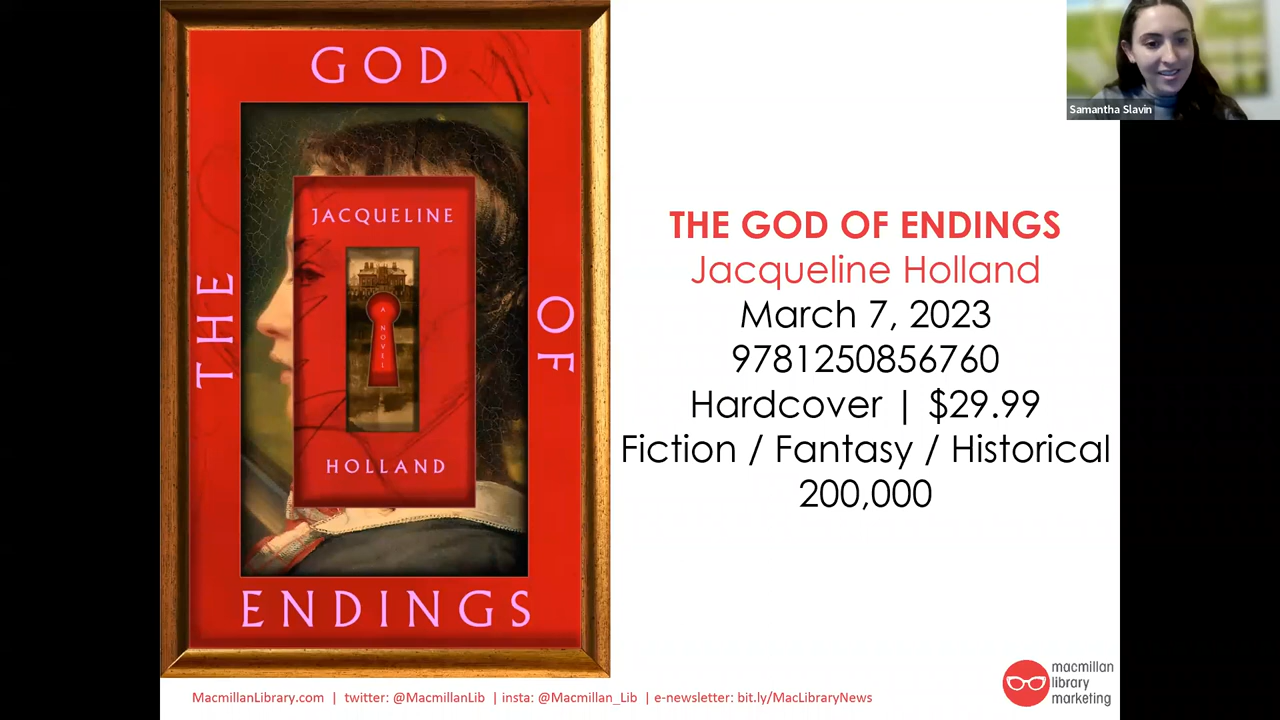 GOD
THE
OF
ENDINGS
JACQUELINE
A NOVEL
HOLLAND
THE GOD OF ENDINGS
Jacqueline Holland
March 7, 2023
9781250856760
Hardcover | $29.99
Fiction / Fantasy / Historical
200,000
Samantha Slavin
MacmillanLibrary.com | twitter: @MacmillanLib | insta: @Macmillan_Lib | e-newsletter: bit.ly/MacLibraryNews
macmillan
library
marketing